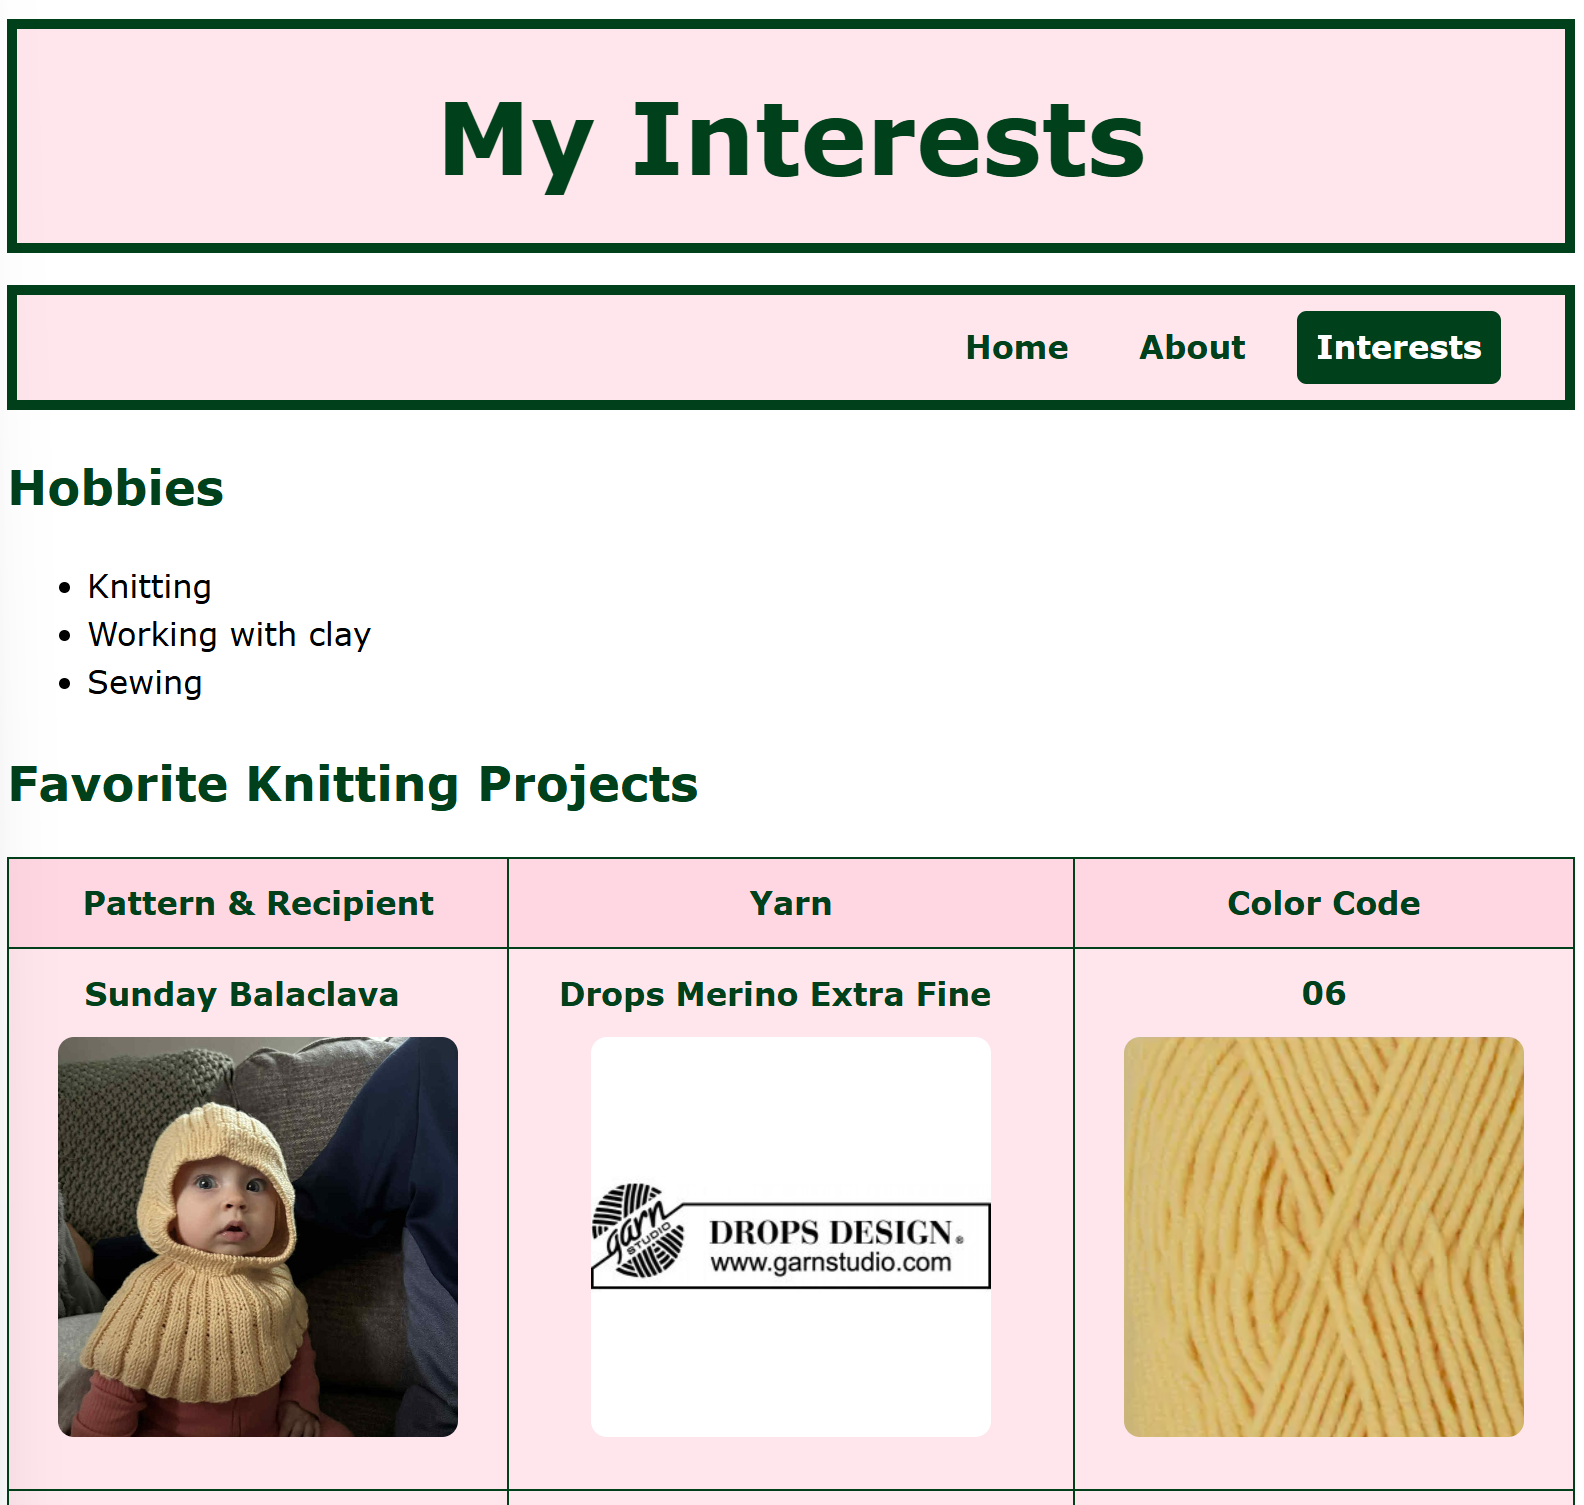 My Interests
Home About Interests
Hobbies
• Knitting
• Working with clay
• Sewing
Favorite Knitting Projects
Pattern & Recipient Yarn Color Code
Sunday Balaclava Drops Merino Extra Fine 06
garn
STUDIO
DROPS DESIGN®
www.garnstudio.com